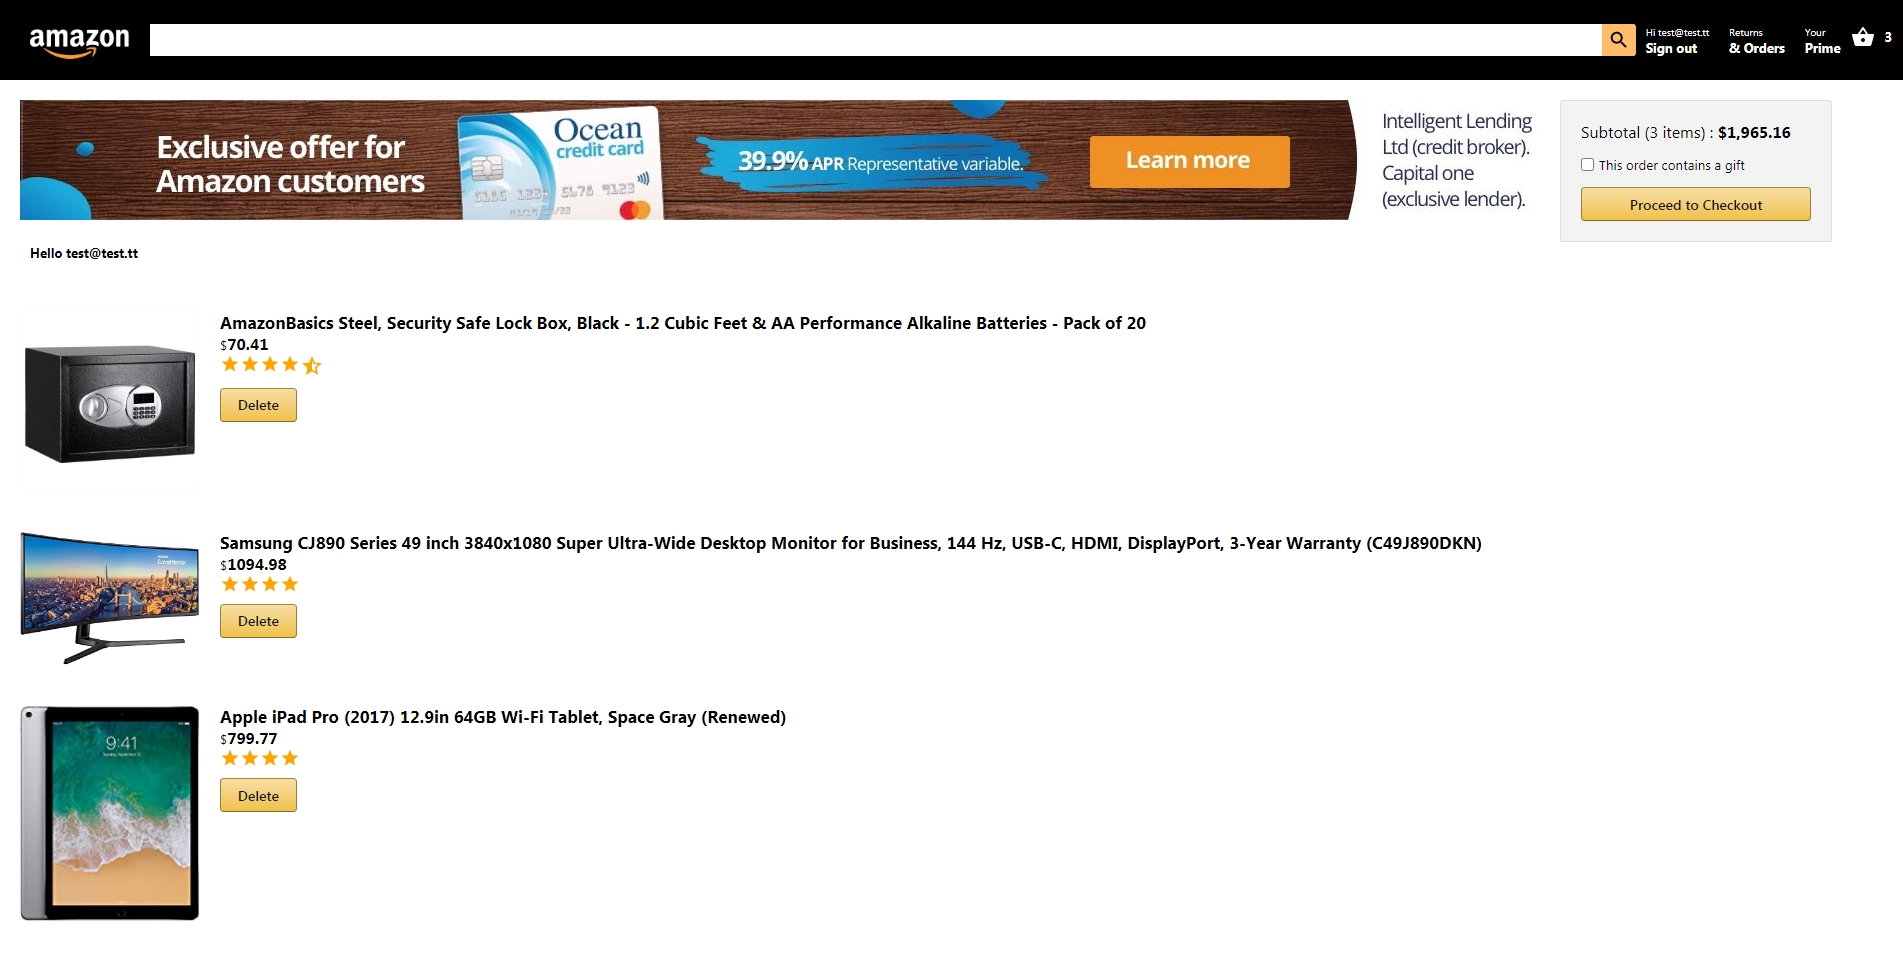 amazon
Hi test@test.tt
Sign out
Returns
& Orders
Your
Prime
3
Exclusive offer for
Amazon customers
Ocean
credit card
39.9% APR Representative variable.
Learn more
Intelligent Lending
Ltd (credit broker).
Capital one
(exclusive lender).
Subtotal (3 items) : $1,965.16
This order contains a gift
Proceed to Checkout
Hello test@test.tt
AmazonBasics Steel, Security Safe Lock Box, Black - 1.2 Cubic Feet & AA Performance Alkaline Batteries - Pack of 20
$70.41
Delete
Samsung CJ890 Series 49 inch 3840x1080 Super Ultra-Wide Desktop Monitor for Business, 144 Hz, USB-C, HDMI, DisplayPort, 3-Year Warranty (C49J890DKN)
$1094.98
Delete
Apple iPad Pro (2017) 12.9in 64GB Wi-Fi Tablet, Space Gray (Renewed)
$799.77
Delete
9:41